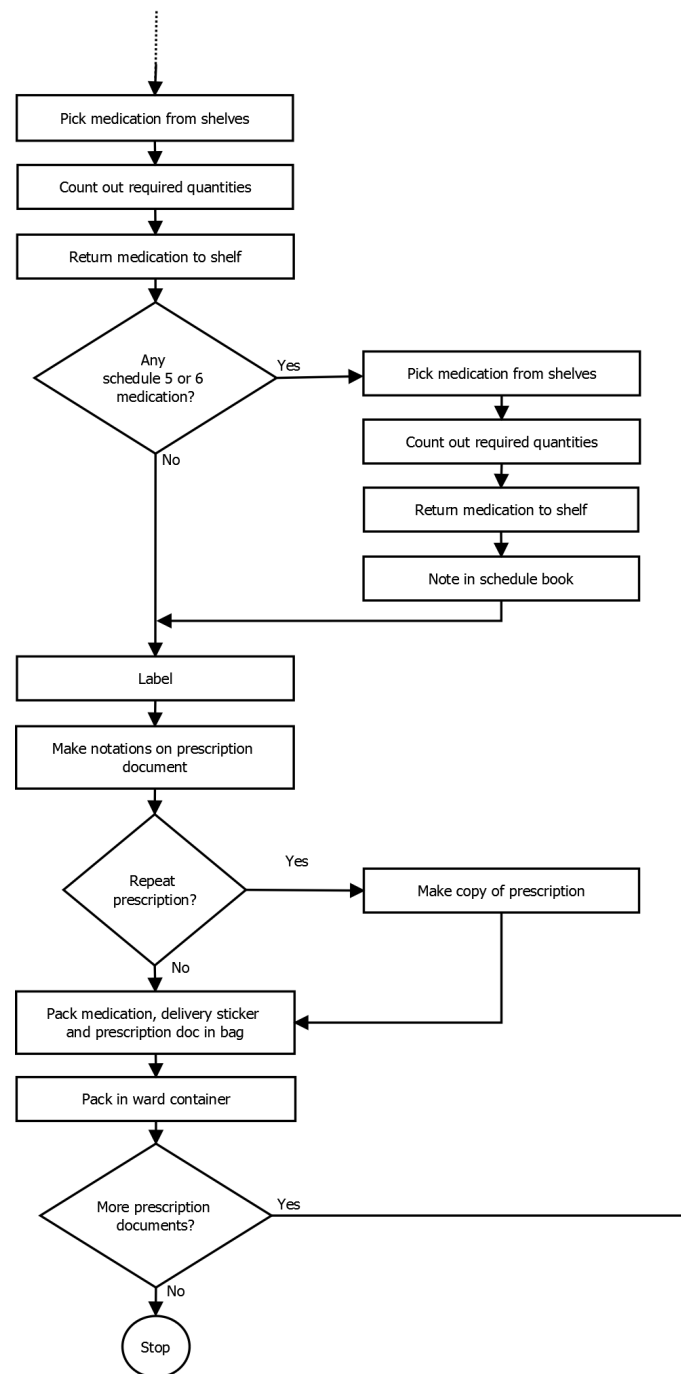 Pick medication from shelves
Count out required quantities
Return medication to shelf
Any
schedule 5 or 6
medication?
Yes
No
Pick medication from shelves
Count out required quantities
Return medication to shelf
Note in schedule book
Label
Make notations on prescription
document
Repeat
prescription?
Yes
No
Make copy of prescription
Pack medication, delivery sticker
and prescription doc in bag
Pack in ward container
More prescription
documents?
Yes
No
Stop